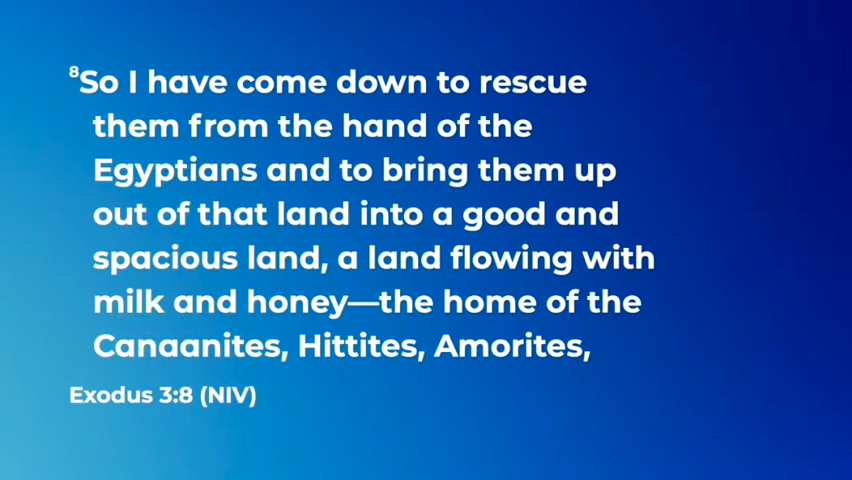 ⁸So I have come down to rescue
them from the hand of the
Egyptians and to bring them up
out of that land into a good and
spacious land, a land flowing with
milk and honey—the home of the
Canaanites, Hittites, Amorites,
Exodus 3:8 (NIV)